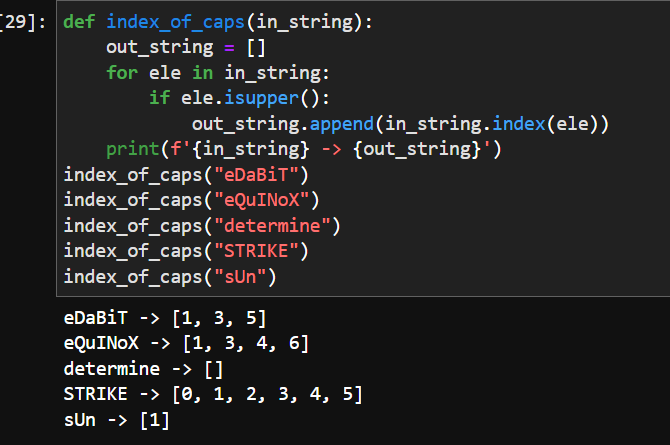 [29]:
def index_of_caps(in_string):
    out_string = []
    for ele in in_string:
        if ele.isupper():
            out_string.append(in_string.index(ele))
    print(f'{in_string} -> {out_string}')
index_of_caps("eDaBiT")
index_of_caps("eQuINoX")
index_of_caps("determine")
index_of_caps("STRIKE")
index_of_caps("sUn")
eDaBiT -> [1, 3, 5]
eQuINoX -> [1, 3, 4, 6]
determine -> []
STRIKE -> [0, 1, 2, 3, 4, 5]
sUn -> [1]